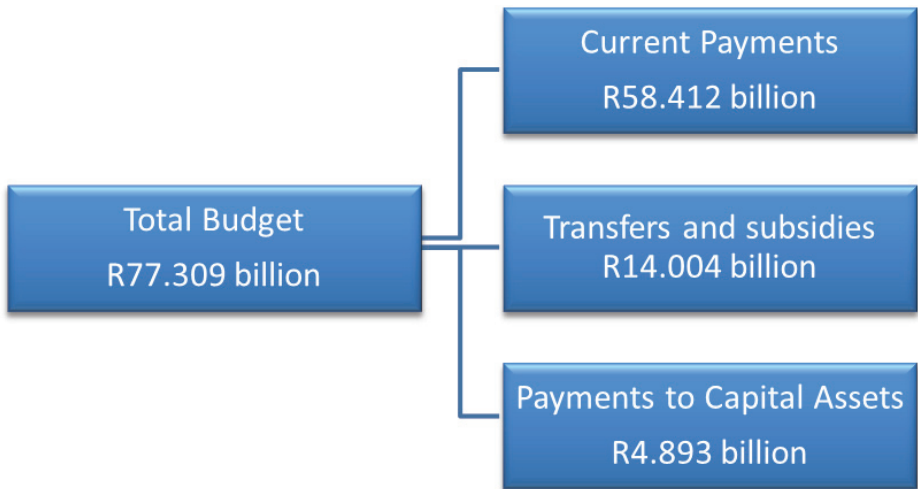 Current Payments
R58.412 billion
Total Budget
R77.309 billion
Transfers and subsidies
R14.004 billion
Payments to Capital Assets
R4.893 billion